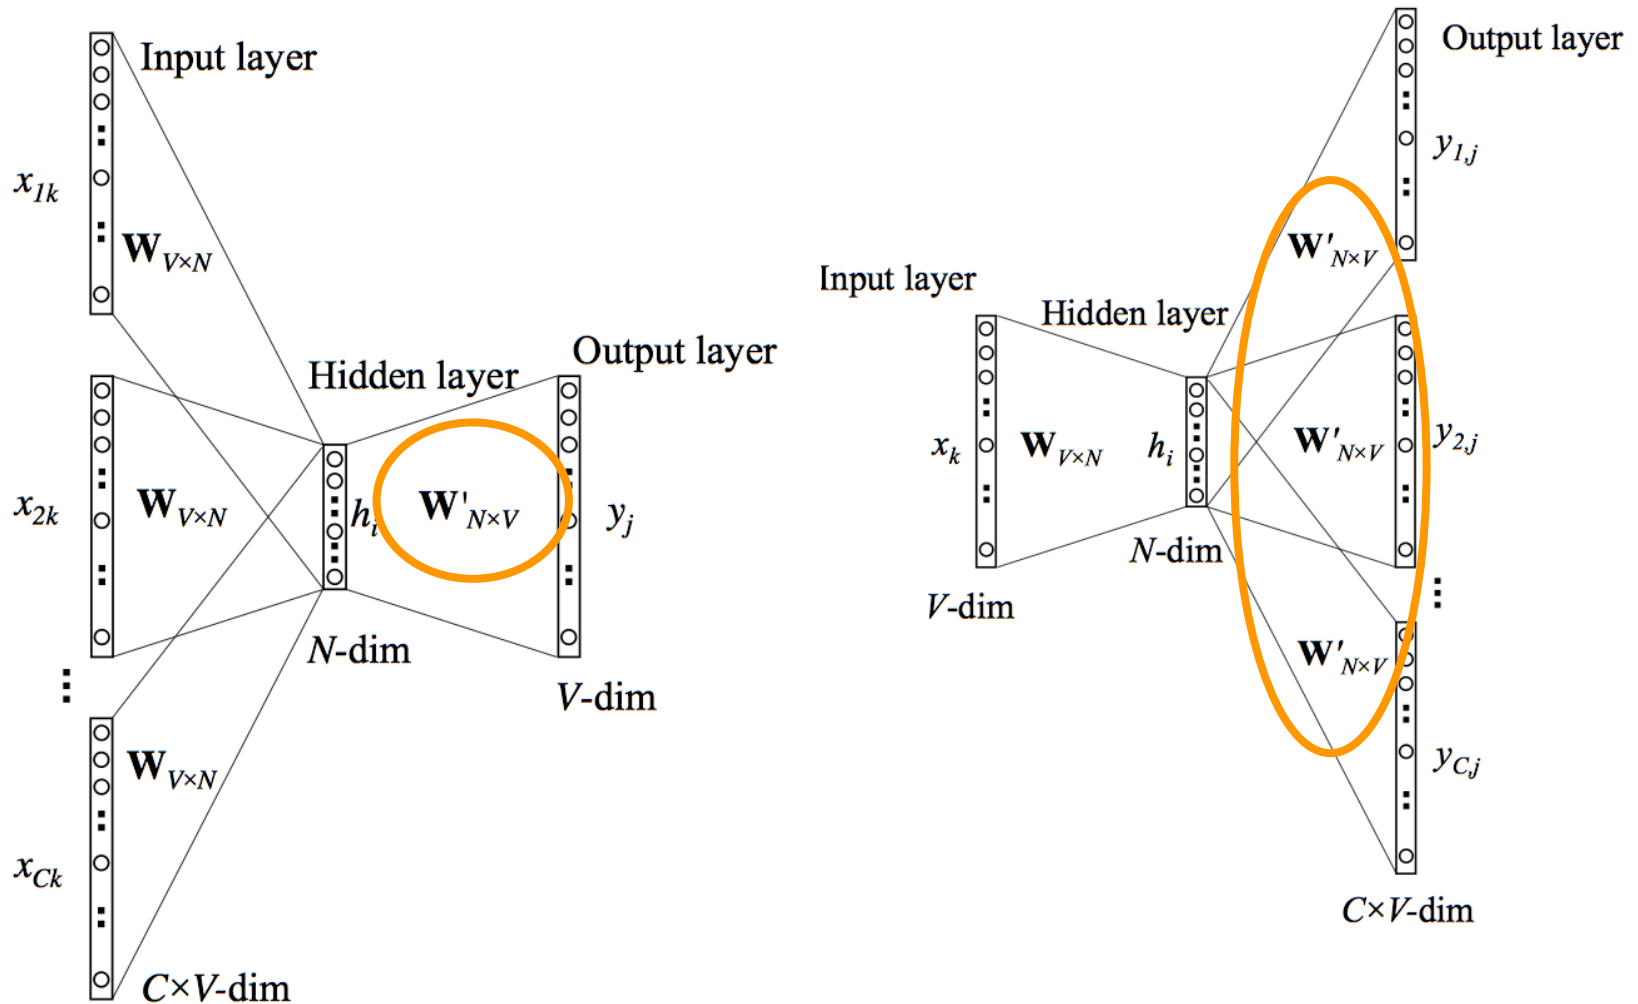 Input layer
x1k
WV×N
Hidden layer
Output layer
x2k
WV×N
hi
W'N×V
yj
N-dim
V-dim
WV×N
xCk
C×V-dim
Output layer
y1,j
W'N×V
Input layer
Hidden layer
xk
WV×N
hi
W'N×V
y2,j
N-dim
V-dim
W'N×V
yC,j
C×V-dim